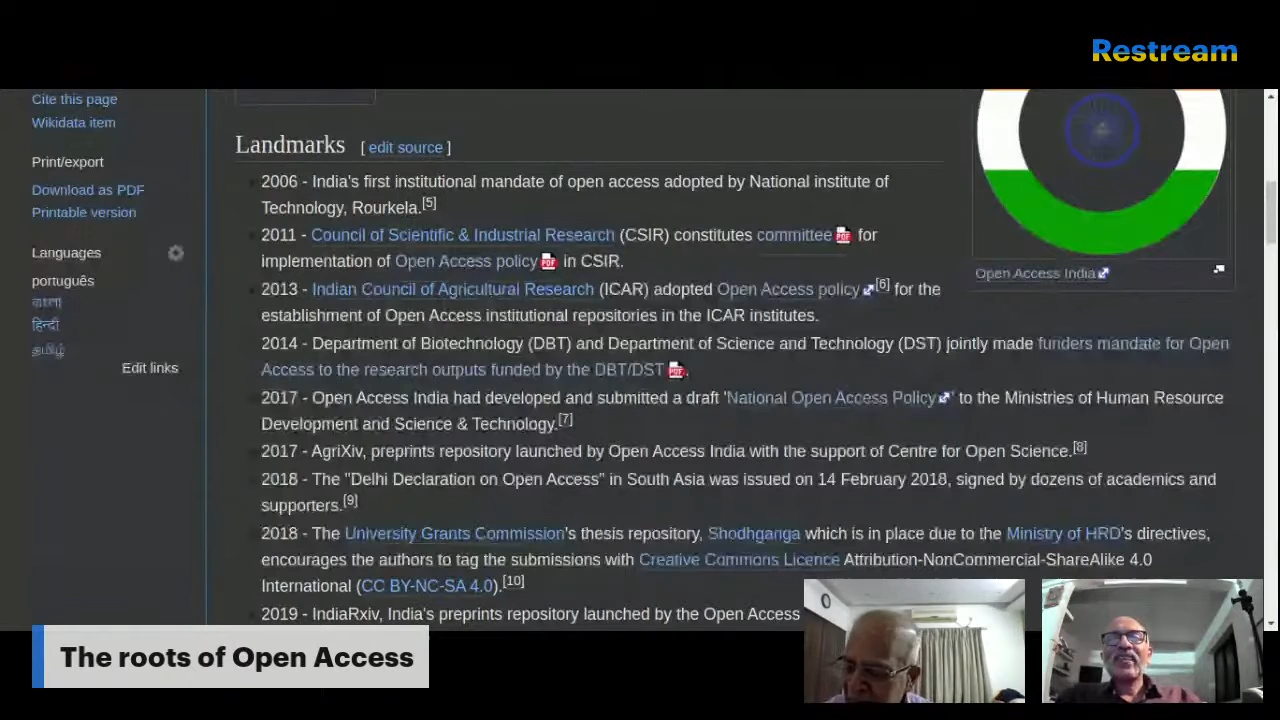 Restream
Cite this page
Wikidata item
Print/export
Download as PDF
Printable version
Languages
português
বাংলা
हिन्दी
தமிழ்
Edit links
Landmarks [ edit source ]
2006 - India's first institutional mandate of open access adopted by National institute of
Technology, Rourkela.[5]
2011 - Council of Scientific & Industrial Research (CSIR) constitutes committee PDF for
implementation of Open Access policy PDF in CSIR.
2013 - Indian Council of Agricultural Research (ICAR) adopted Open Access policy [6] for the
establishment of Open Access institutional repositories in the ICAR institutes.
2014 - Department of Biotechnology (DBT) and Department of Science and Technology (DST) jointly made funders mandate for Open
Access to the research outputs funded by the DBT/DST PDF.
2017 - Open Access India had developed and submitted a draft 'National Open Access Policy' to the Ministries of Human Resource
Development and Science & Technology.[7]
2017 - AgriXiv, preprints repository launched by Open Access India with the support of Centre for Open Science.[8]
2018 - The "Delhi Declaration on Open Access" in South Asia was issued on 14 February 2018, signed by dozens of academics and
supporters.[9]
2018 - The University Grants Commission's thesis repository, Shodhganga which is in place due to the Ministry of HRD's directives,
encourages the authors to tag the submissions with Creative Commons Licence Attribution-NonCommercial-ShareAlike 4.0
International (CC BY-NC-SA 4.0).[10]
2019 - IndiaRxiv, India's preprints repository launched by the Open Access
Open Access India
The roots of Open Access